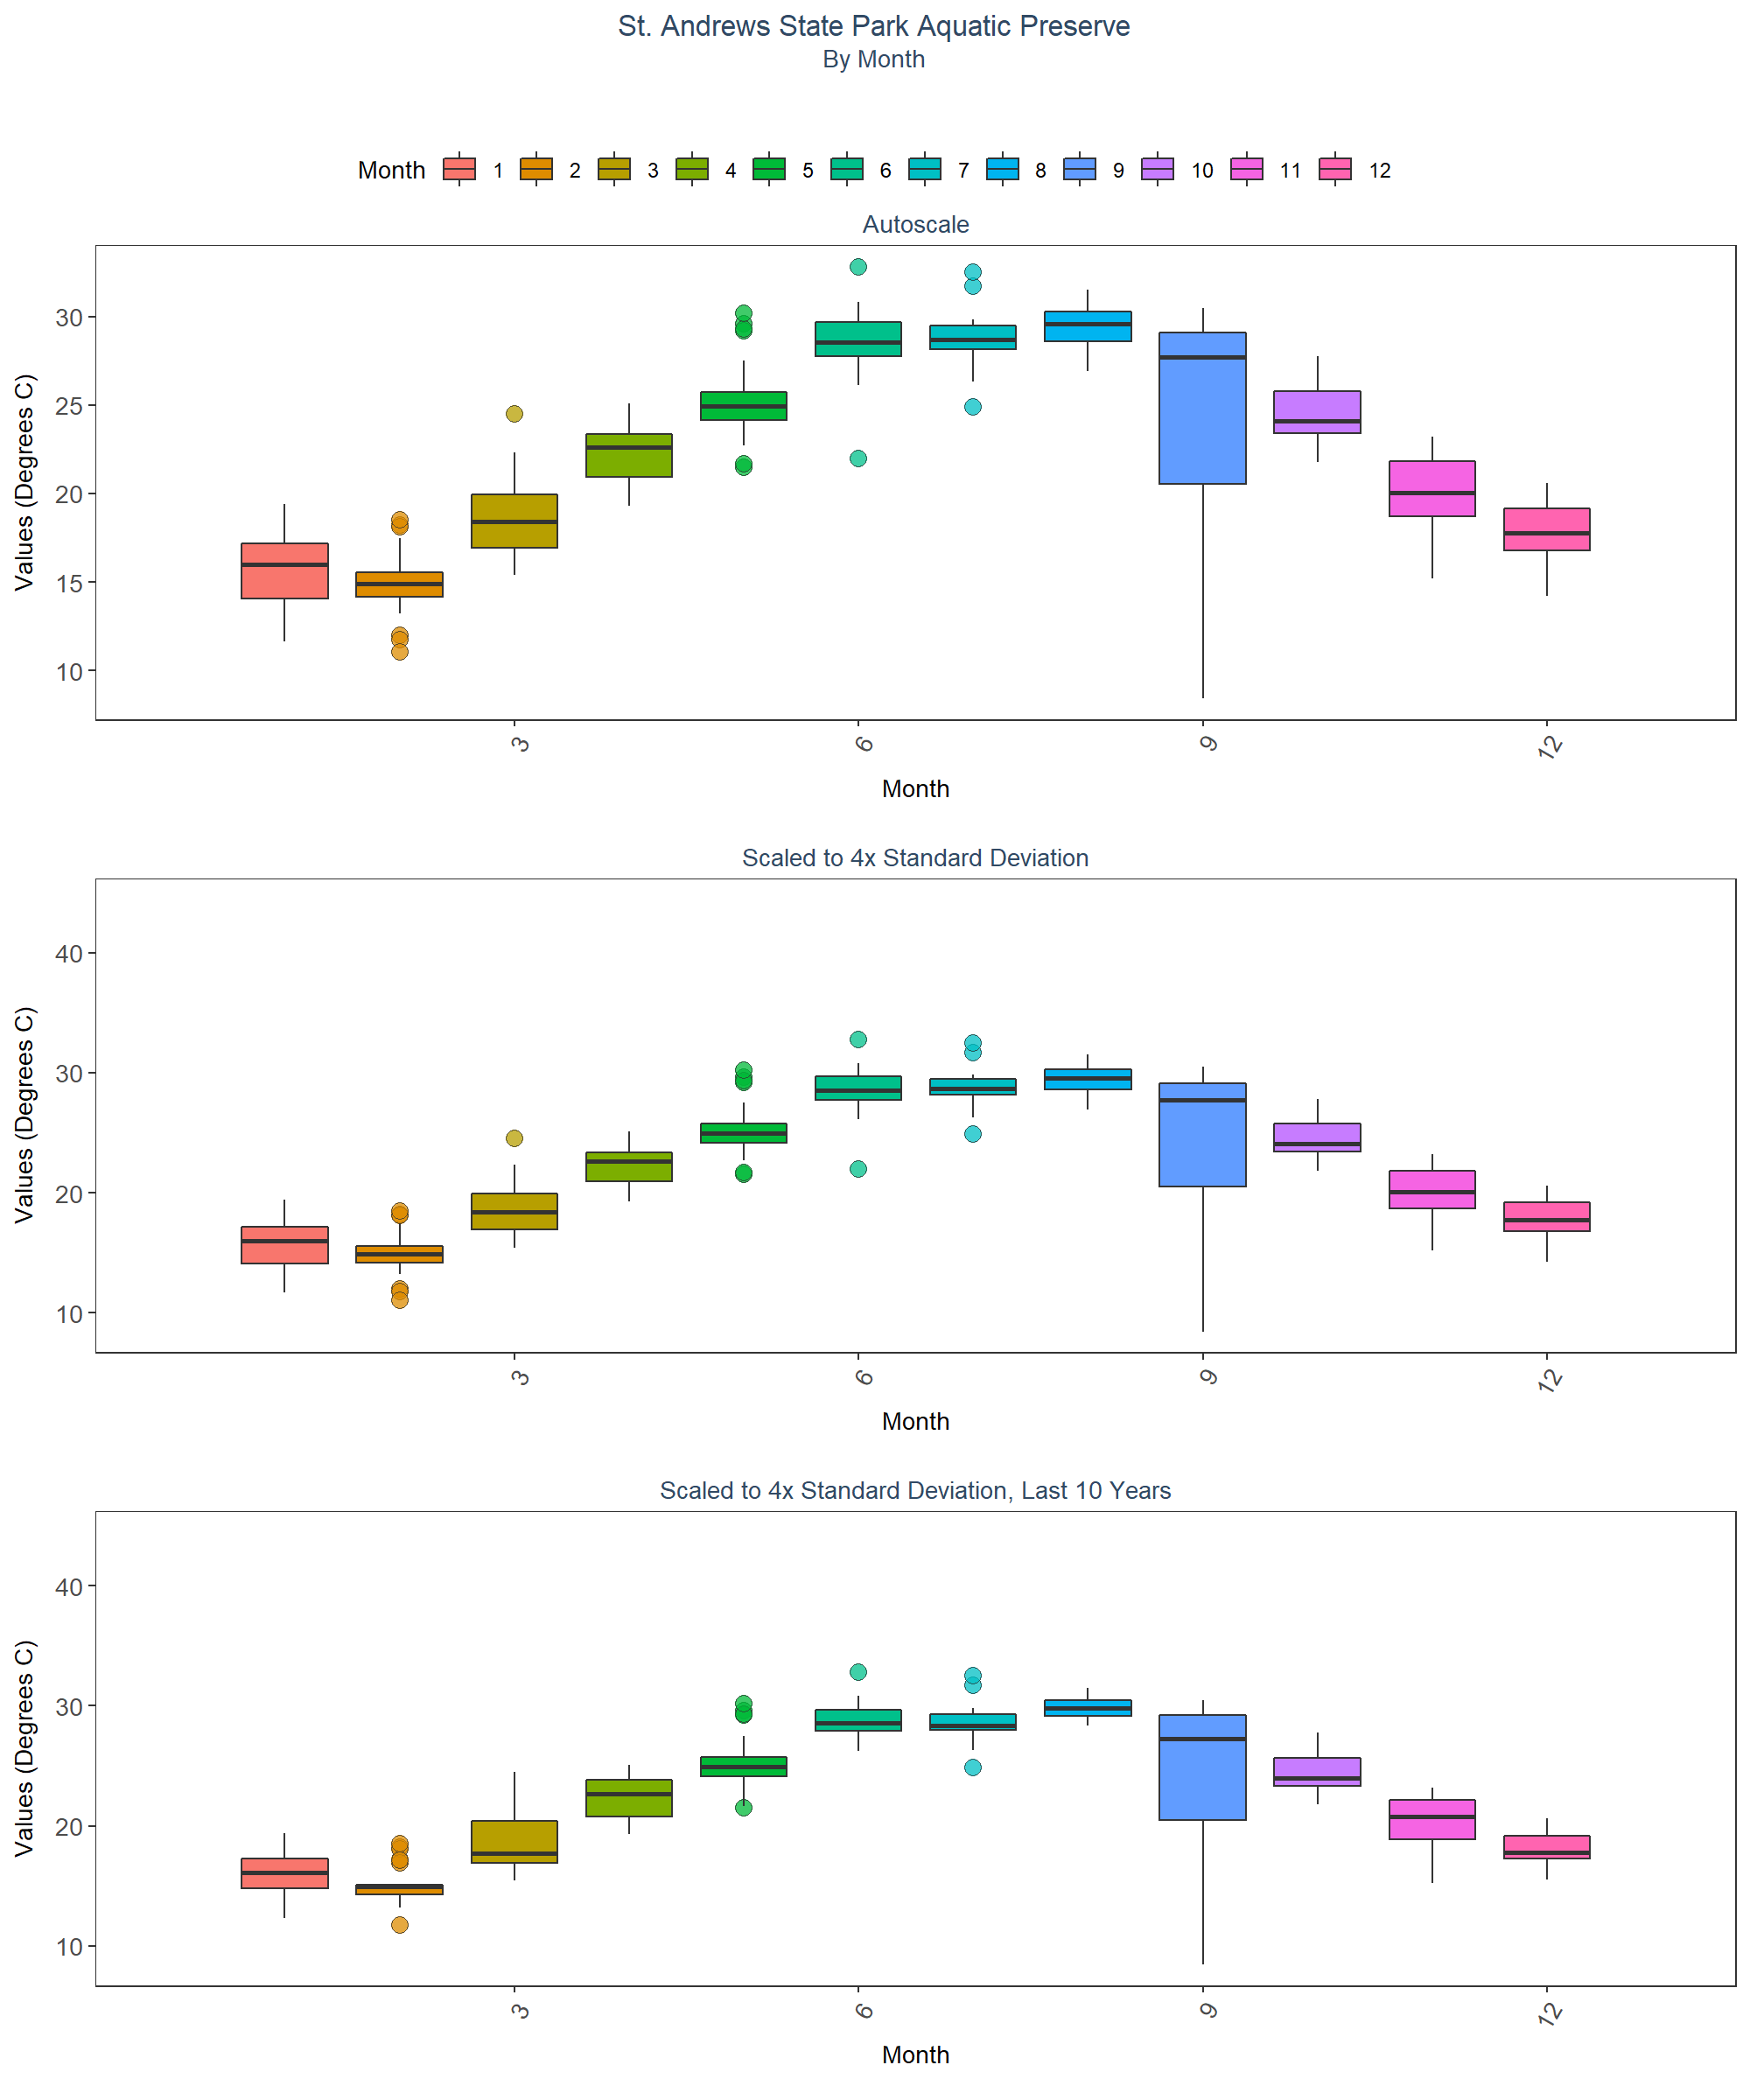 St. Andrews State Park Aquatic Preserve
By Month
Month 1 2 3 4 5 6 7 8 9 10 11 12
Autoscale
Values (Degrees C)
30
25
20
15
10
3 6 9 12
Month
Scaled to 4x Standard Deviation
Values (Degrees C)
40
30
20
10
3 6 9 12
Month
Scaled to 4x Standard Deviation, Last 10 Years
Values (Degrees C)
40
30
20
10
3 6 9 12
Month